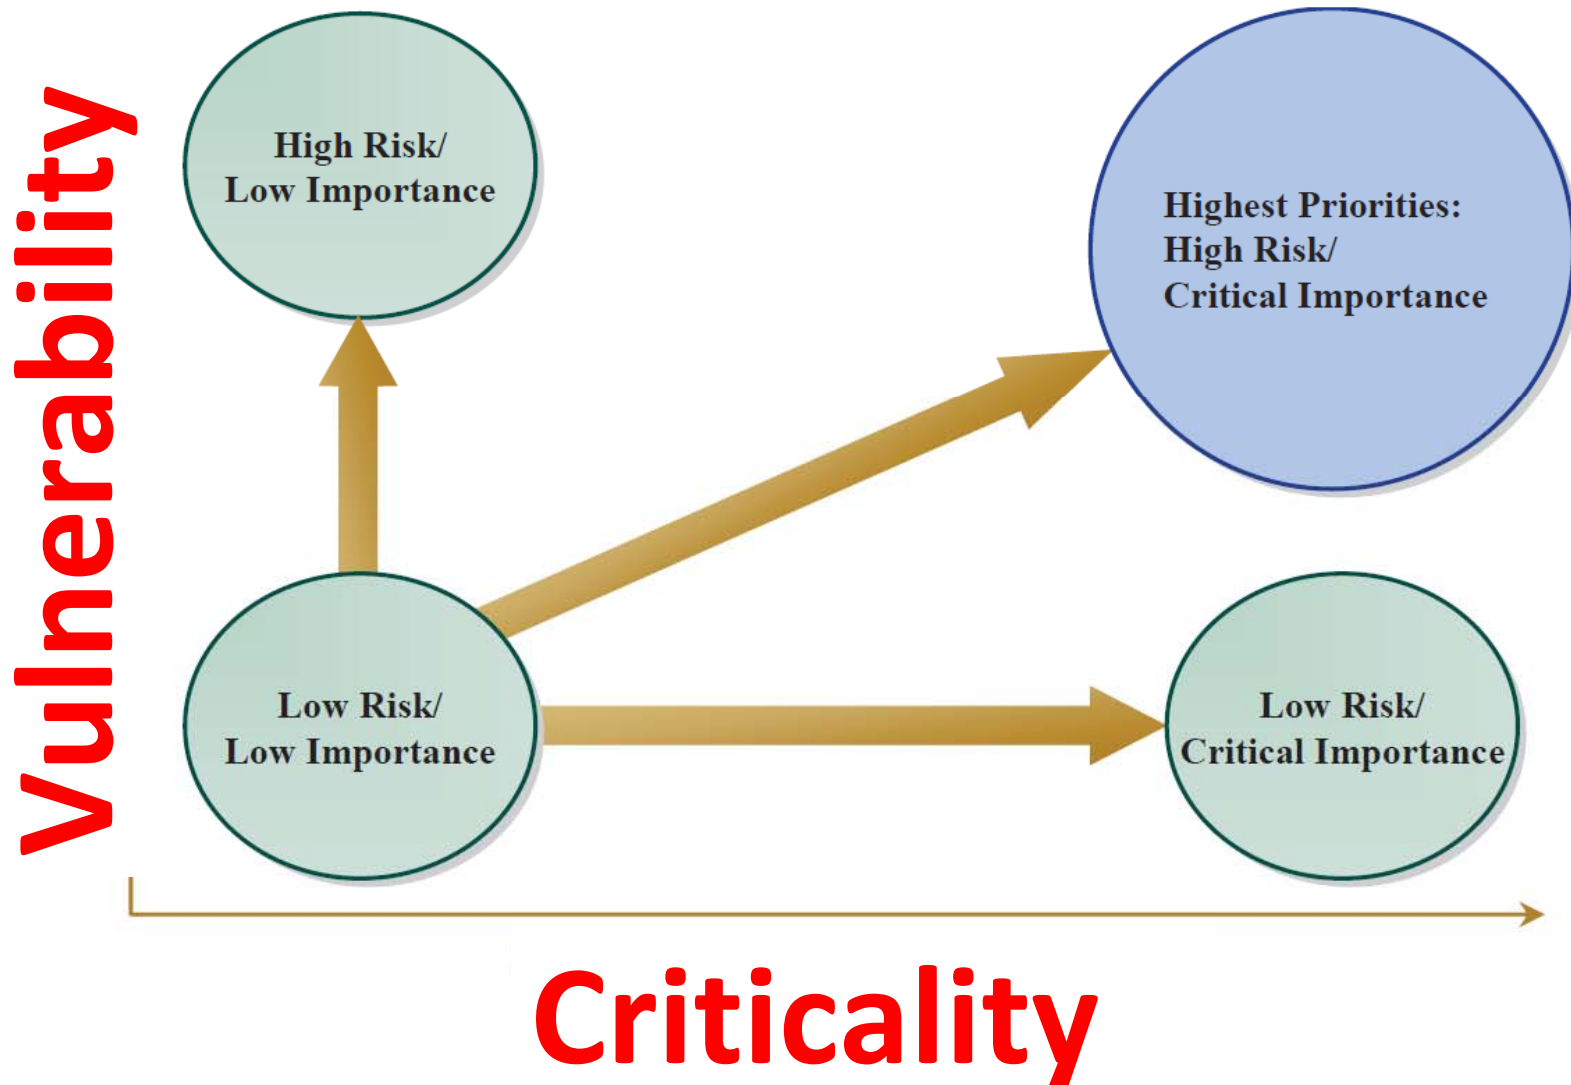 Vulnerability
High Risk/
Low Importance
Highest Priorities:
High Risk/
Critical Importance
Low Risk/
Low Importance
Low Risk/
Critical Importance
Criticality